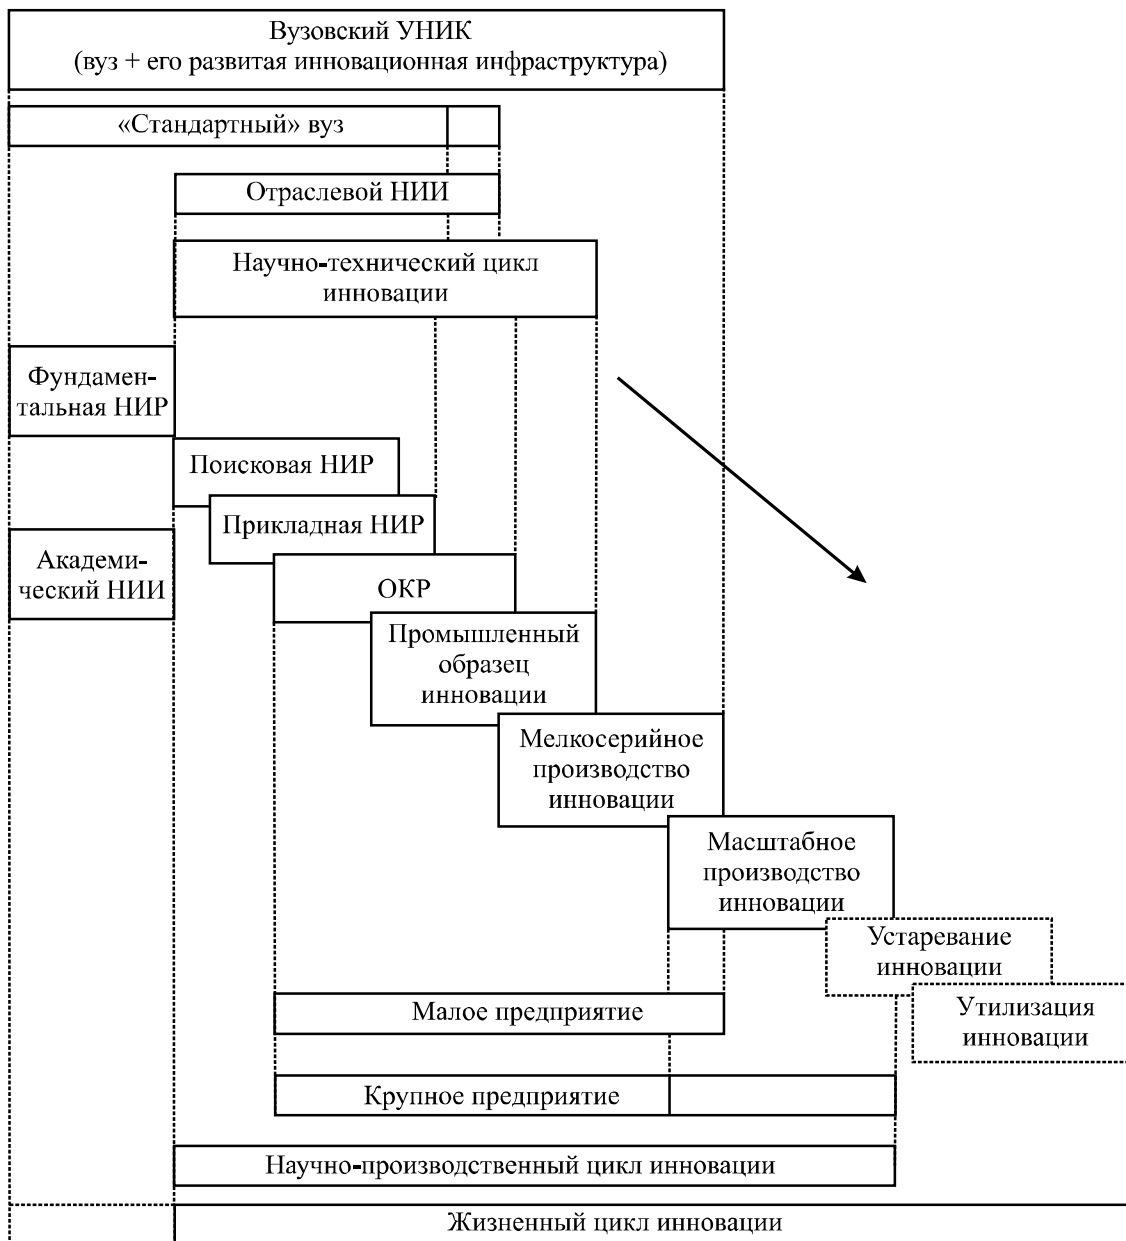 Вузовский УНИК
(вуз + его развитая инновационная инфраструктура)
«Стандартный» вуз
Отраслевой НИИ
Научно-технический цикл
инновации
Фундамен-
тальная НИР
Поисковая НИР
Прикладная НИР
Академи-
ческий НИИ
ОКР
Промышленный
образец
инновации
Мелкосерийное
производство
инновации
Масштабное
производство
инновации
Устаревание
инновации
Утилизация
инновации
Малое предприятие
Крупное предприятие
Научно-производственный цикл инновации
Жизненный цикл инновации